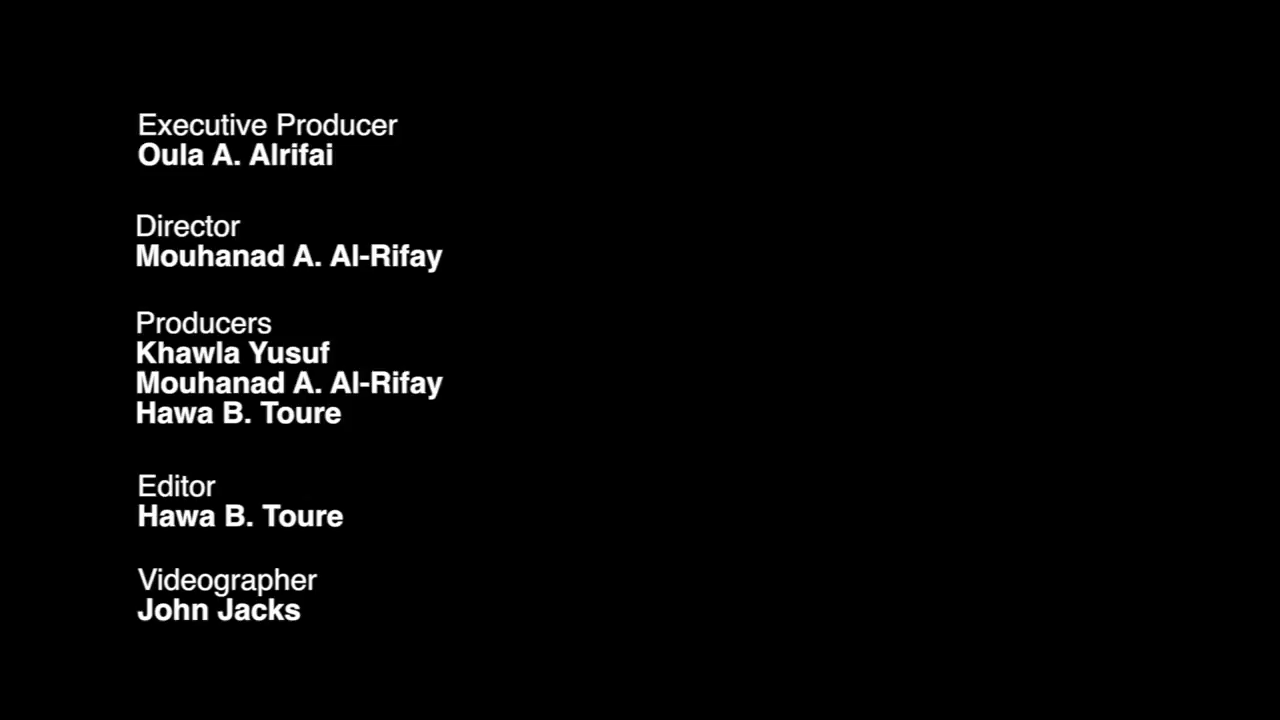 Executive Producer
Oula A. Alrifai
Director
Mouhanad A. Al-Rifay
Producers
Khawla Yusuf
Mouhanad A. Al-Rifay
Hawa B. Toure
Editor
Hawa B. Toure
Videographer
John Jacks